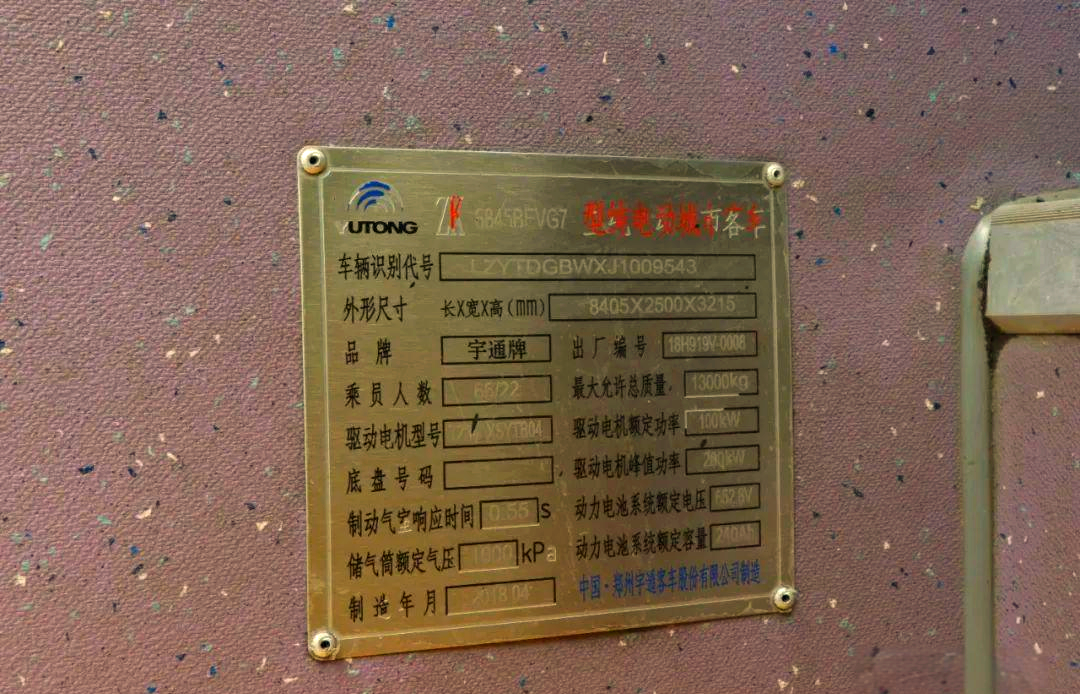 YUTONG ZK 6845BEVG7 型纯电动城市客车
车辆识别代号 LZYTDGBWXJ1009543
外形尺寸 长X宽X高(mm) 8405X2500X3215
品牌 宇通牌 出厂编号 18H919V-0008
乘员人数 66/22 最大允许总质量 13000kg
驱动电机型号 XSYTB04 驱动电机额定功率 100kW
底盘号码 驱动电机峰值功率 200kW
制动气室响应时间 0.55 s 动力电池系统额定电压 652.8V
储气筒额定气压 1000 kPa 动力电池系统额定容量 240Ah
制造年月 2018.04 中国·郑州宇通客车股份有限公司制造